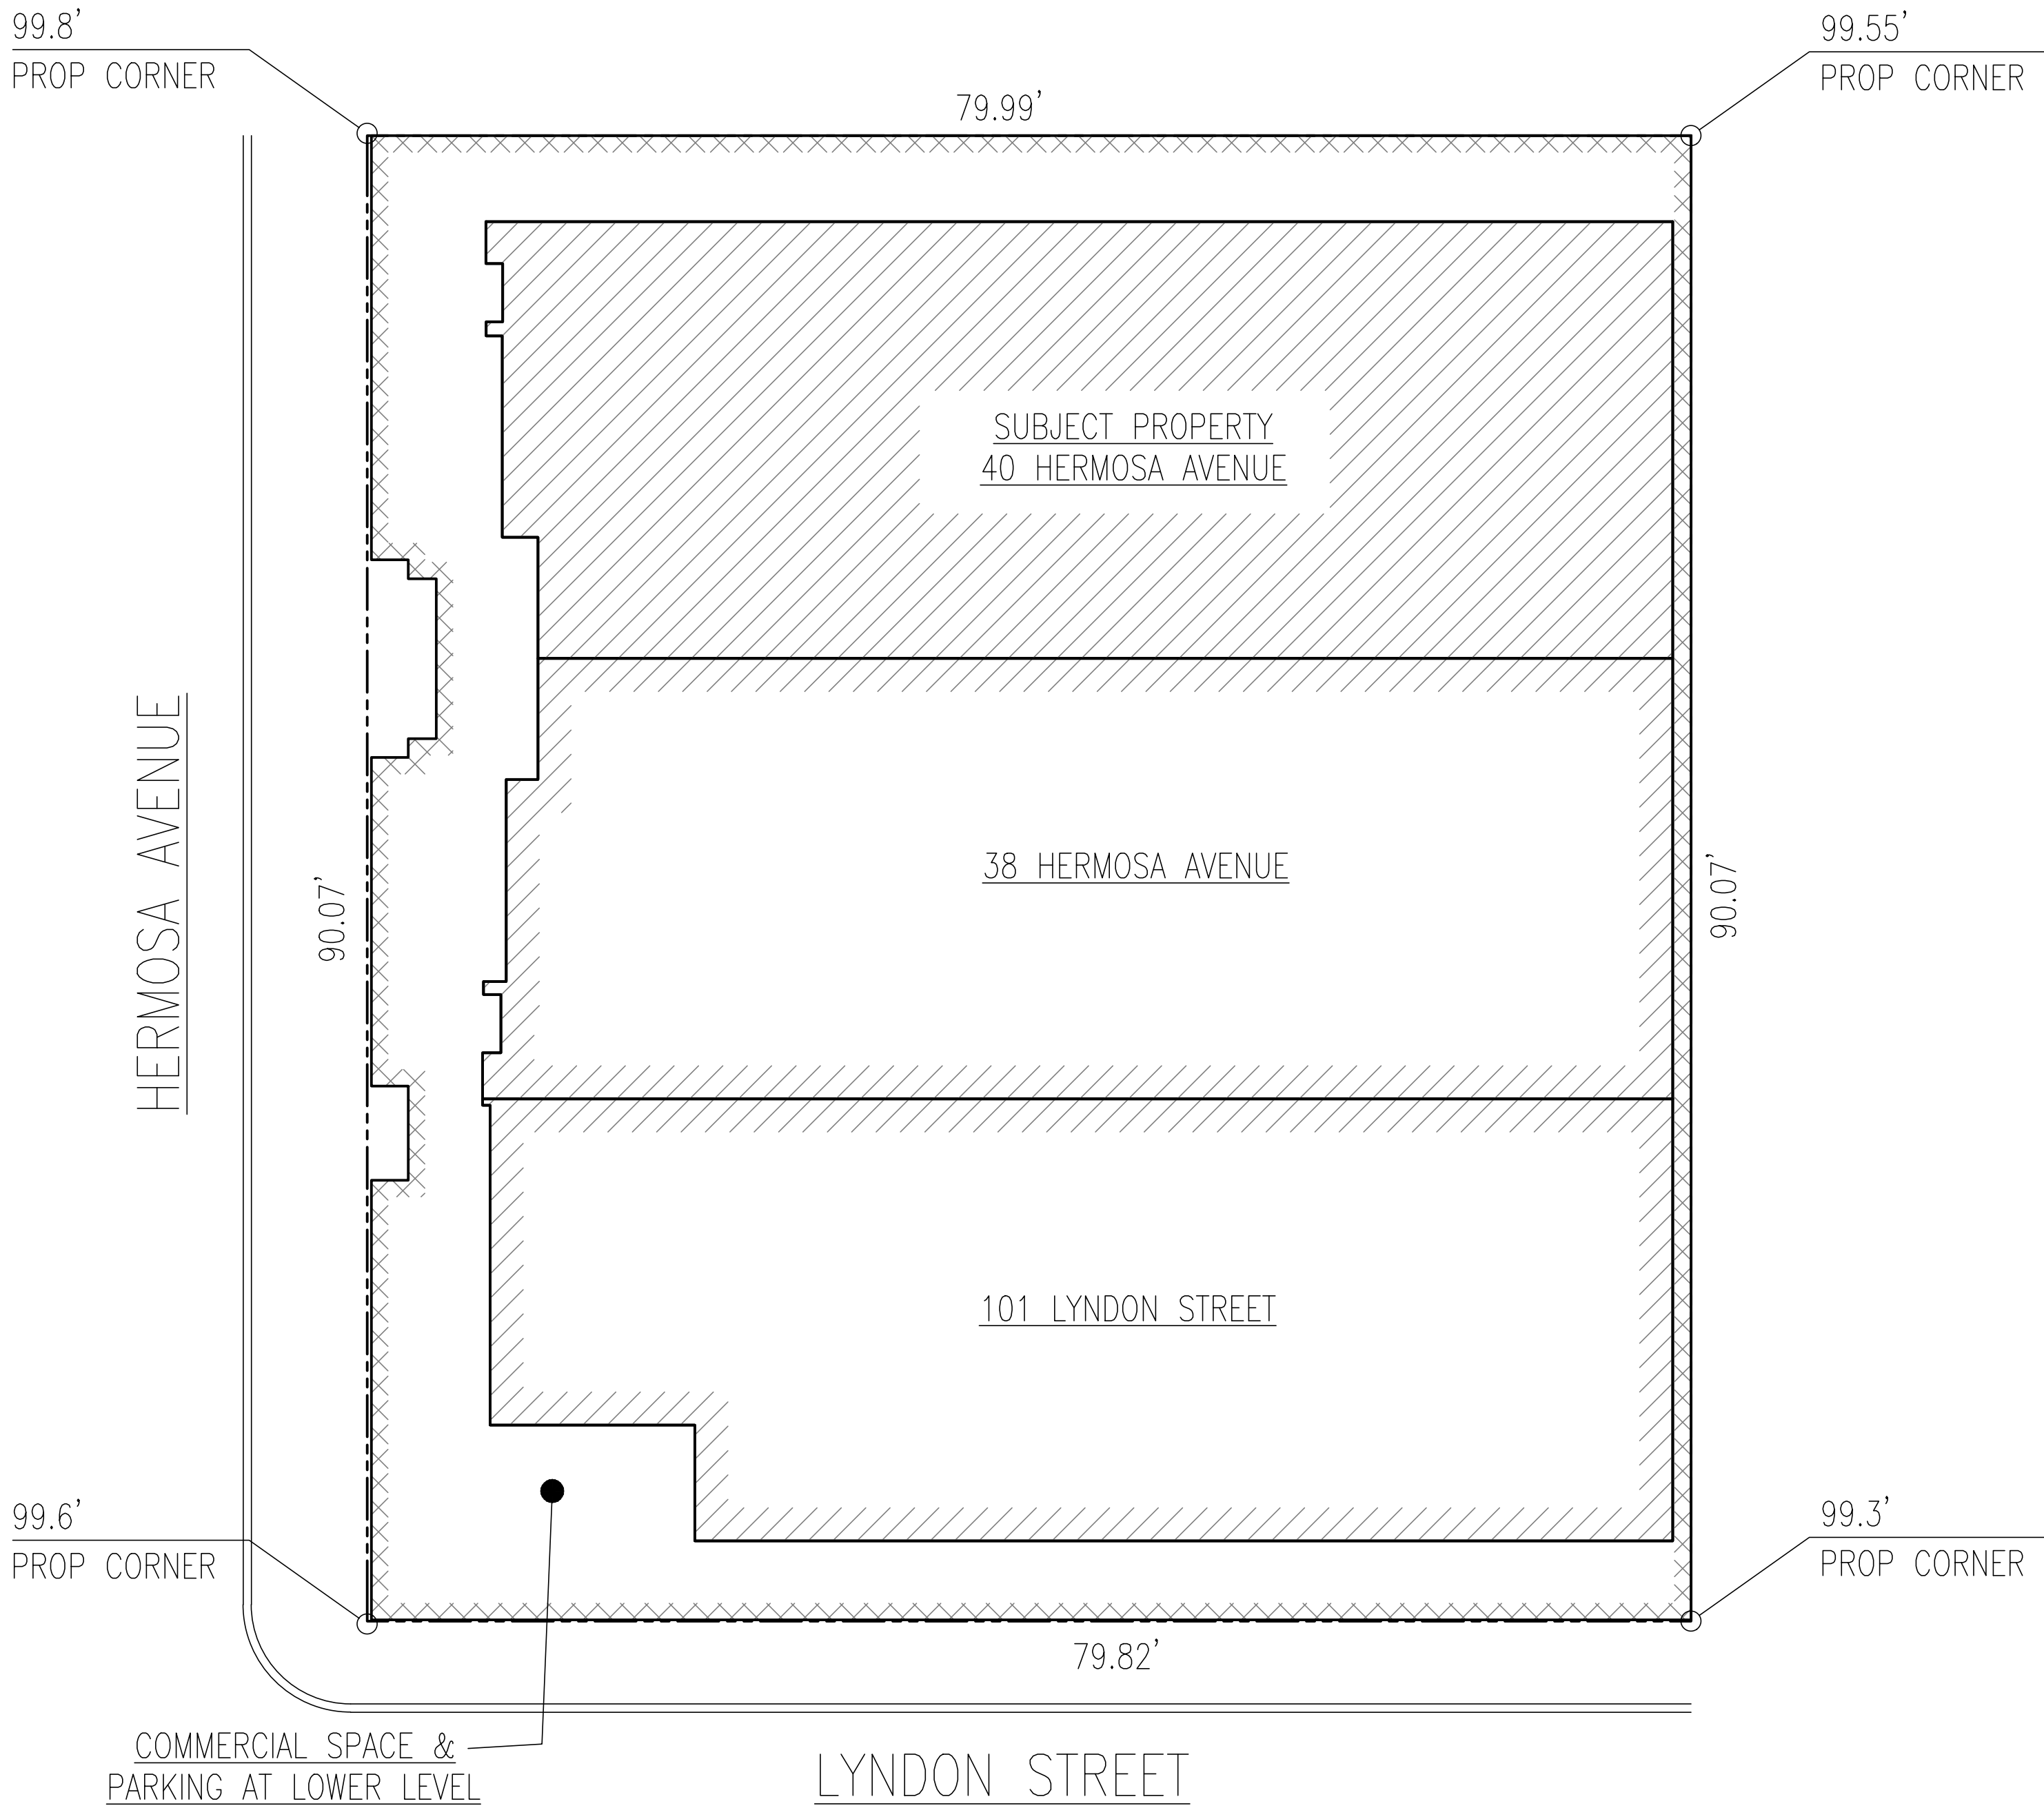 99.8'
PROP CORNER
99.55'
PROP CORNER
79.99'
SUBJECT PROPERTY
40 HERMOSA AVENUE
HERMOSA AVENUE
90.07'
38 HERMOSA AVENUE
90.07'
101 LYNDON STREET
99.6'
PROP CORNER
99.3'
PROP CORNER
79.82'
COMMERCIAL SPACE &
PARKING AT LOWER LEVEL
LYNDON STREET